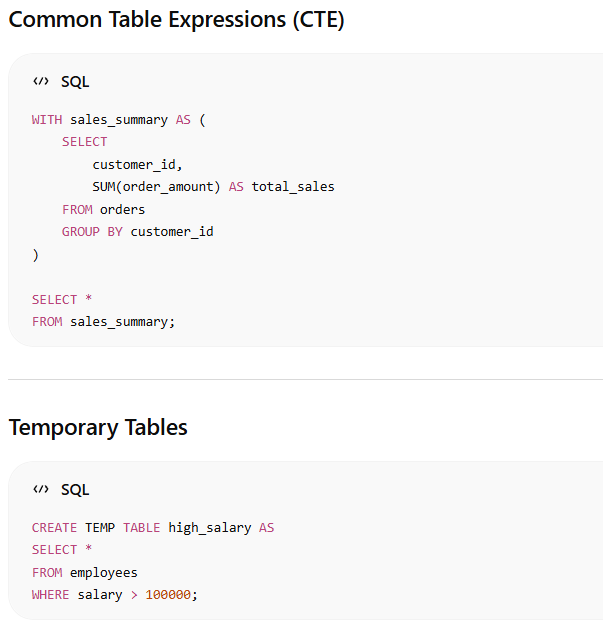 Common Table Expressions (CTE)
</> SQL
WITH sales_summary AS (
    SELECT
        customer_id,
        SUM(order_amount) AS total_sales
    FROM orders
    GROUP BY customer_id
)
SELECT *
FROM sales_summary;
Temporary Tables
</> SQL
CREATE TEMP TABLE high_salary AS
SELECT *
FROM employees
WHERE salary > 100000;